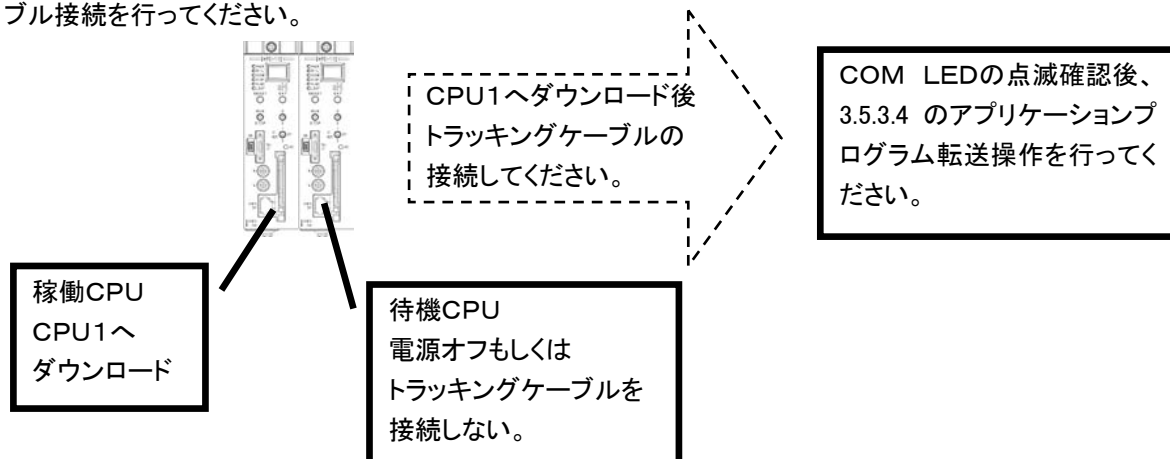 ブル接続を行ってください。
CPU1へダウンロード後
トラッキングケーブルの
接続してください。
COM LEDの点滅確認後、
3.5.3.4 のアプリケーションプ
ログラム転送操作を行ってく
ださい。
稼働CPU
CPU1へ
ダウンロード
待機CPU
電源オフもしくは
トラッキングケーブルを
接続しない。